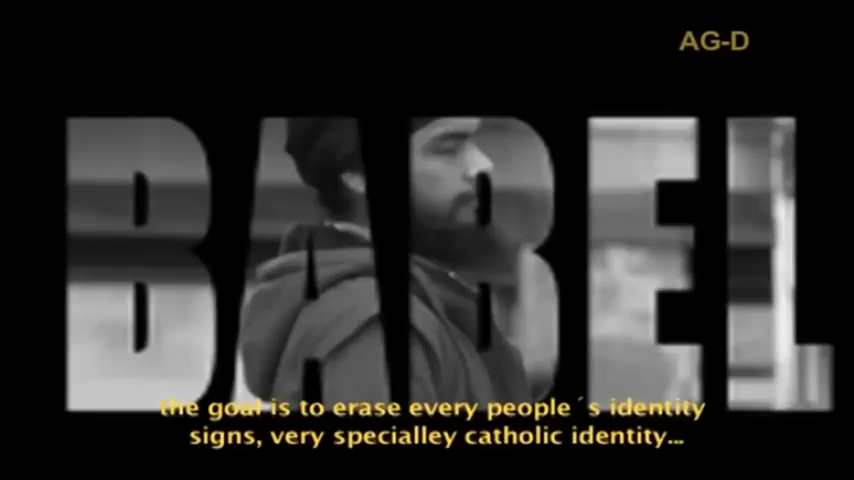 AG-D
BABEL
the goal is to erase every people´s identity
signs, very specialley catholic identity...